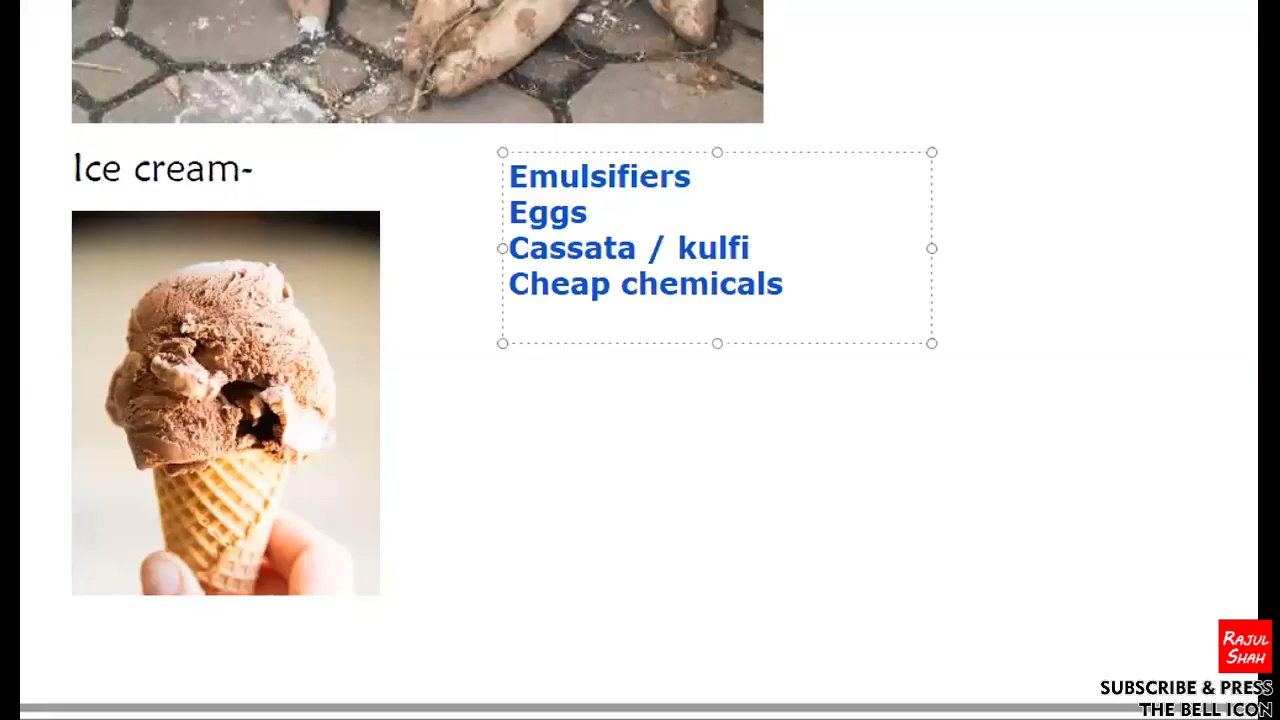 Ice cream-
Emulsifiers
Eggs
Cassata / kulfi
Cheap chemicals
RAJUL
SHAH
SUBSCRIBE & PRESS
THE BELL ICON